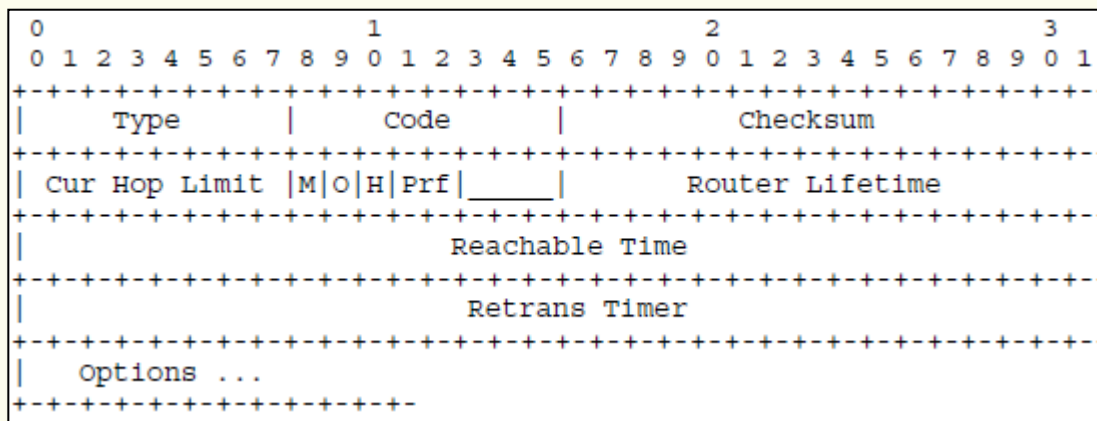 0                   1                   2                   3
0 1 2 3 4 5 6 7 8 9 0 1 2 3 4 5 6 7 8 9 0 1 2 3 4 5 6 7 8 9 0 1
+-+-+-+-+-+-+-+-+-+-+-+-+-+-+-+-+-+-+-+-+-+-+-+-+-+-+-+-+-+-+-+-
|     Type      |     Code      |          Checksum
+-+-+-+-+-+-+-+-+-+-+-+-+-+-+-+-+-+-+-+-+-+-+-+-+-+-+-+-+-+-+-+-
| Cur Hop Limit |M|O|H|Prf|_____|       Router Lifetime
+-+-+-+-+-+-+-+-+-+-+-+-+-+-+-+-+-+-+-+-+-+-+-+-+-+-+-+-+-+-+-+-
|                         Reachable Time
+-+-+-+-+-+-+-+-+-+-+-+-+-+-+-+-+-+-+-+-+-+-+-+-+-+-+-+-+-+-+-+-
|                          Retrans Timer
+-+-+-+-+-+-+-+-+-+-+-+-+-+-+-+-+-+-+-+-+-+-+-+-+-+-+-+-+-+-+-+-
|   Options ...
+-+-+-+-+-+-+-+-+-+-+-+-